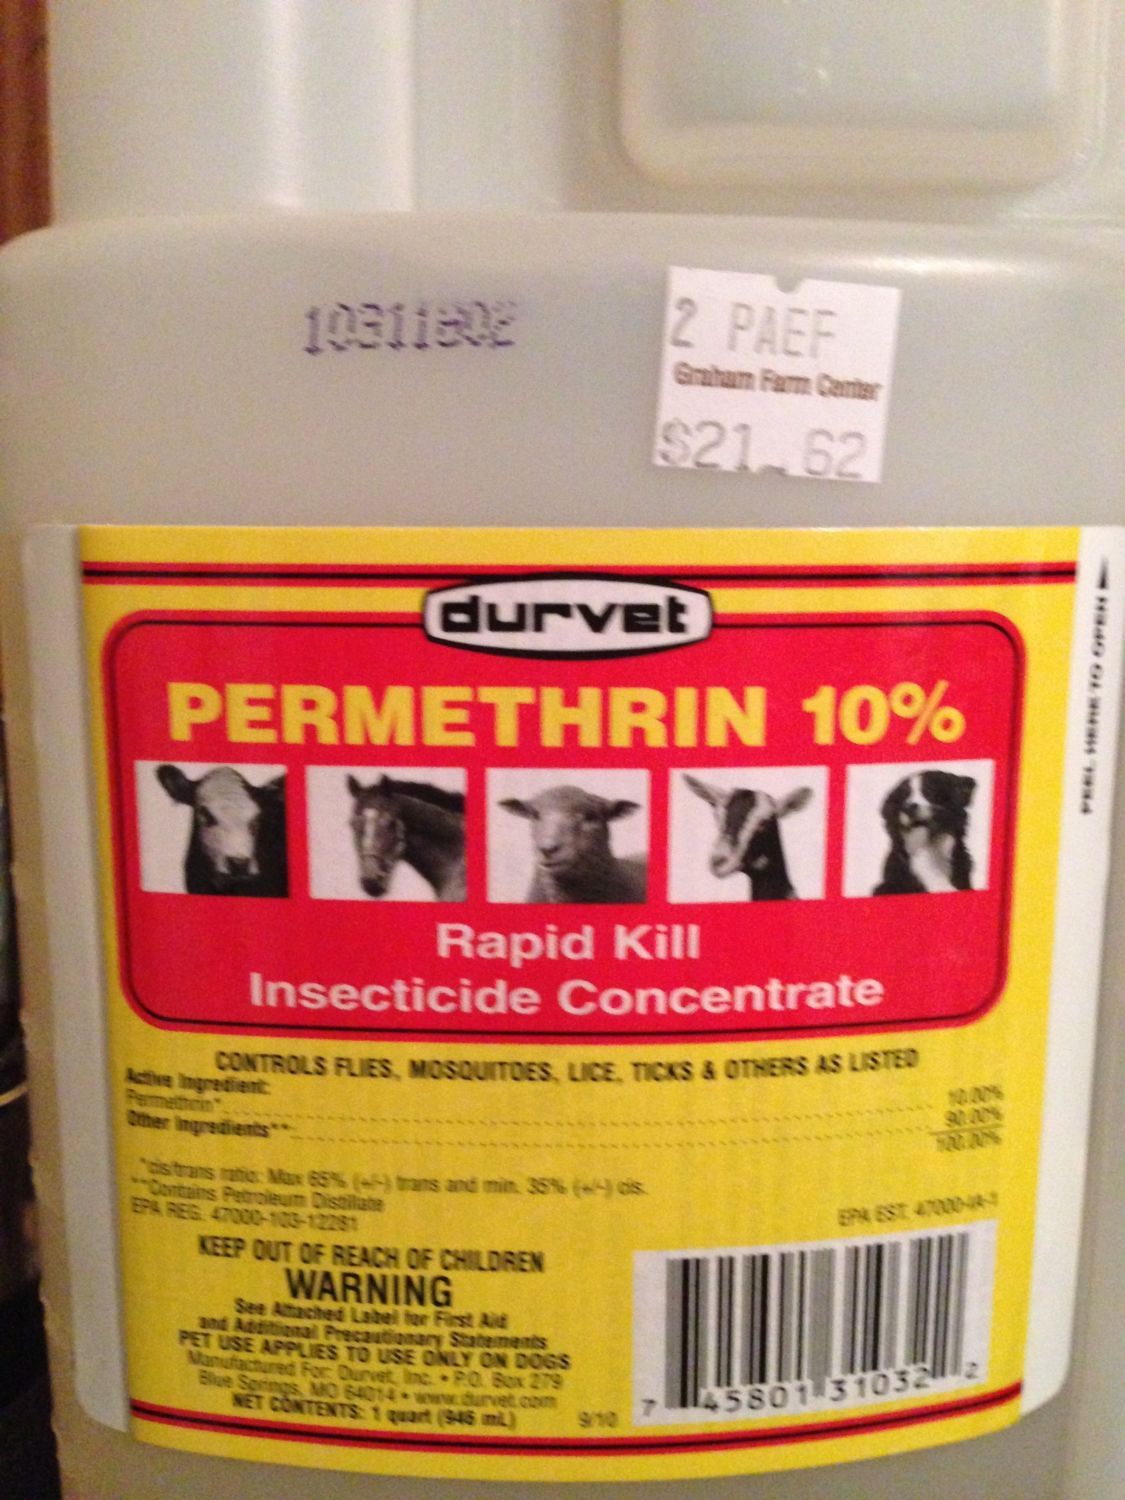 2 PAEF
Graham Farm Center
$21.62
durvet
PERMETHRIN 10%
Rapid Kill
Insecticide Concentrate
PEEL HERE TO OPEN
CONTROLS FLIES, MOSQUITOES, LICE, TICKS & OTHERS AS LISTED
Active Ingredient:
Permethrin* 10.00%
Other Ingredients** 90.00%
100.00%
*cis/trans ratio: Max 65% (+/-) trans and min. 35% (+/-) cis.
**Contains Petroleum Distillate
EPA REG. 47000-103-12281
EPA EST. 47000-IA-1
KEEP OUT OF REACH OF CHILDREN
WARNING
See Attached Label for First Aid
and Additional Precautionary Statements
PET USE APPLIES TO USE ONLY ON DOGS
Manufactured For: Durvet, Inc. • P.O. Box 279
Blue Springs, MO 64014 • www.durvet.com
NET CONTENTS: 1 quart (946 mL)
9/10
7 45801 31032 2